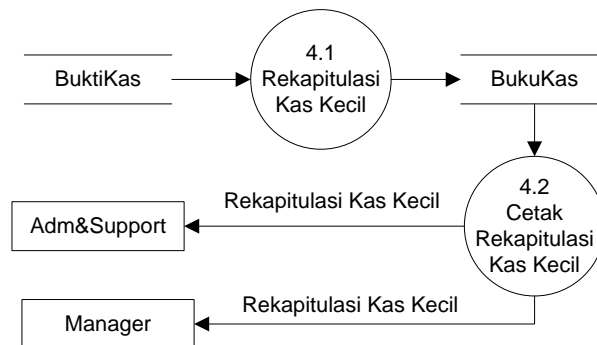 BuktiKas
4.1
Rekapitulasi
Kas Kecil
BukuKas
4.2
Cetak
Rekapitulasi
Kas Kecil
Rekapitulasi Kas Kecil
Adm&Support
Rekapitulasi Kas Kecil
Manager